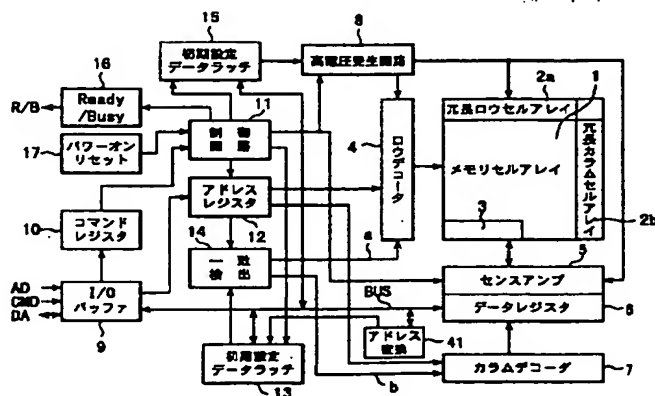 15
初期設定
データラッチ
8
高電圧発生回路
16
Ready
/Busy
R/B
11
制御
回路
17
パワーオン
リセット
4
ロウデコータ
2a
1
冗長ロウセルアレイ
メモリセルアレイ
冗長カラムセルアレイ
2b
3
10
コマンド
レジスタ
アドレス
レジスタ
12
14
一致
検出
a
5
センスアンプ
BUS
データレジスタ
6
AD
CMD
DA
I/O
バッファ
9
アドレス
変換
41
初期設定
データラッチ
13
b
カラムデコーダ
7